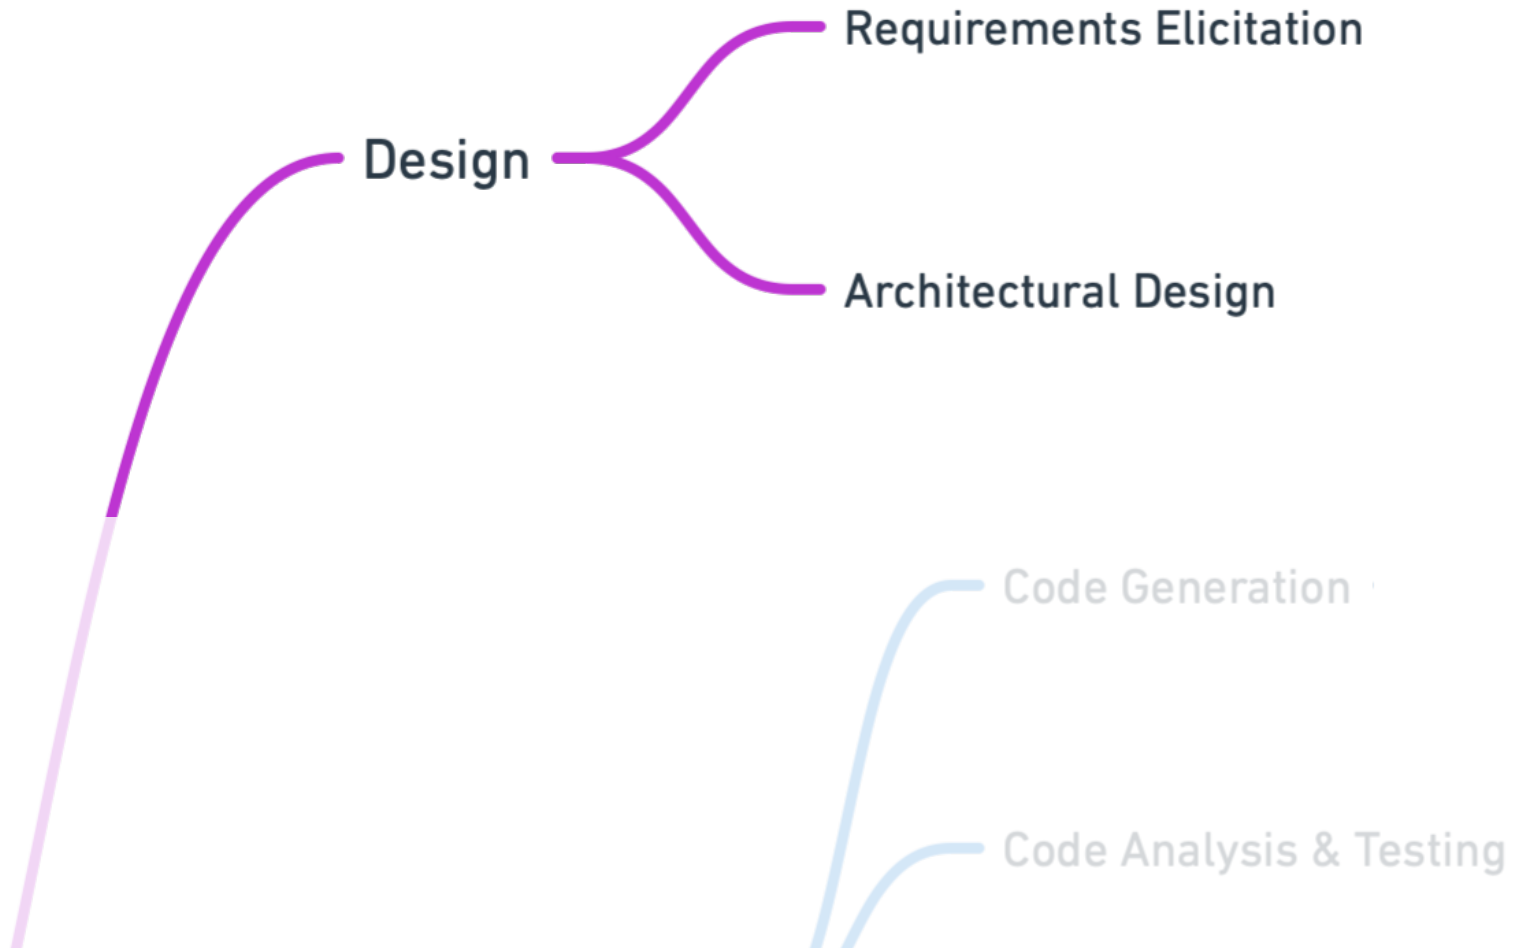 Requirements Elicitation
Design
Architectural Design
Code Generation
Code Analysis & Testing